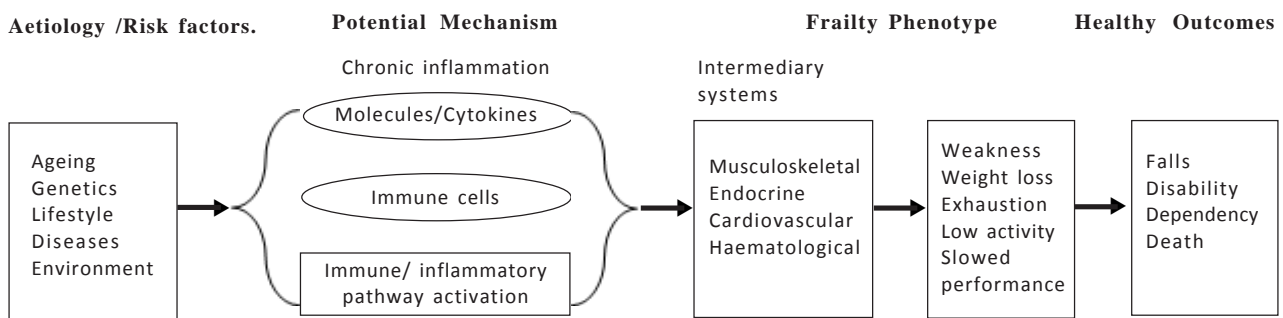 Aetiology /Risk factors.
Potential Mechanism
Frailty Phenotype
Healthy Outcomes
Chronic inflammation
Intermediary
systems
Ageing
Genetics
Lifestyle
Diseases
Environment
Molecules/Cytokines
Immune cells
Immune/ inflammatory
pathway activation
Musculoskeletal
Endocrine
Cardiovascular
Haematological
Weakness
Weight loss
Exhaustion
Low activity
Slowed
performance
Falls
Disability
Dependency
Death